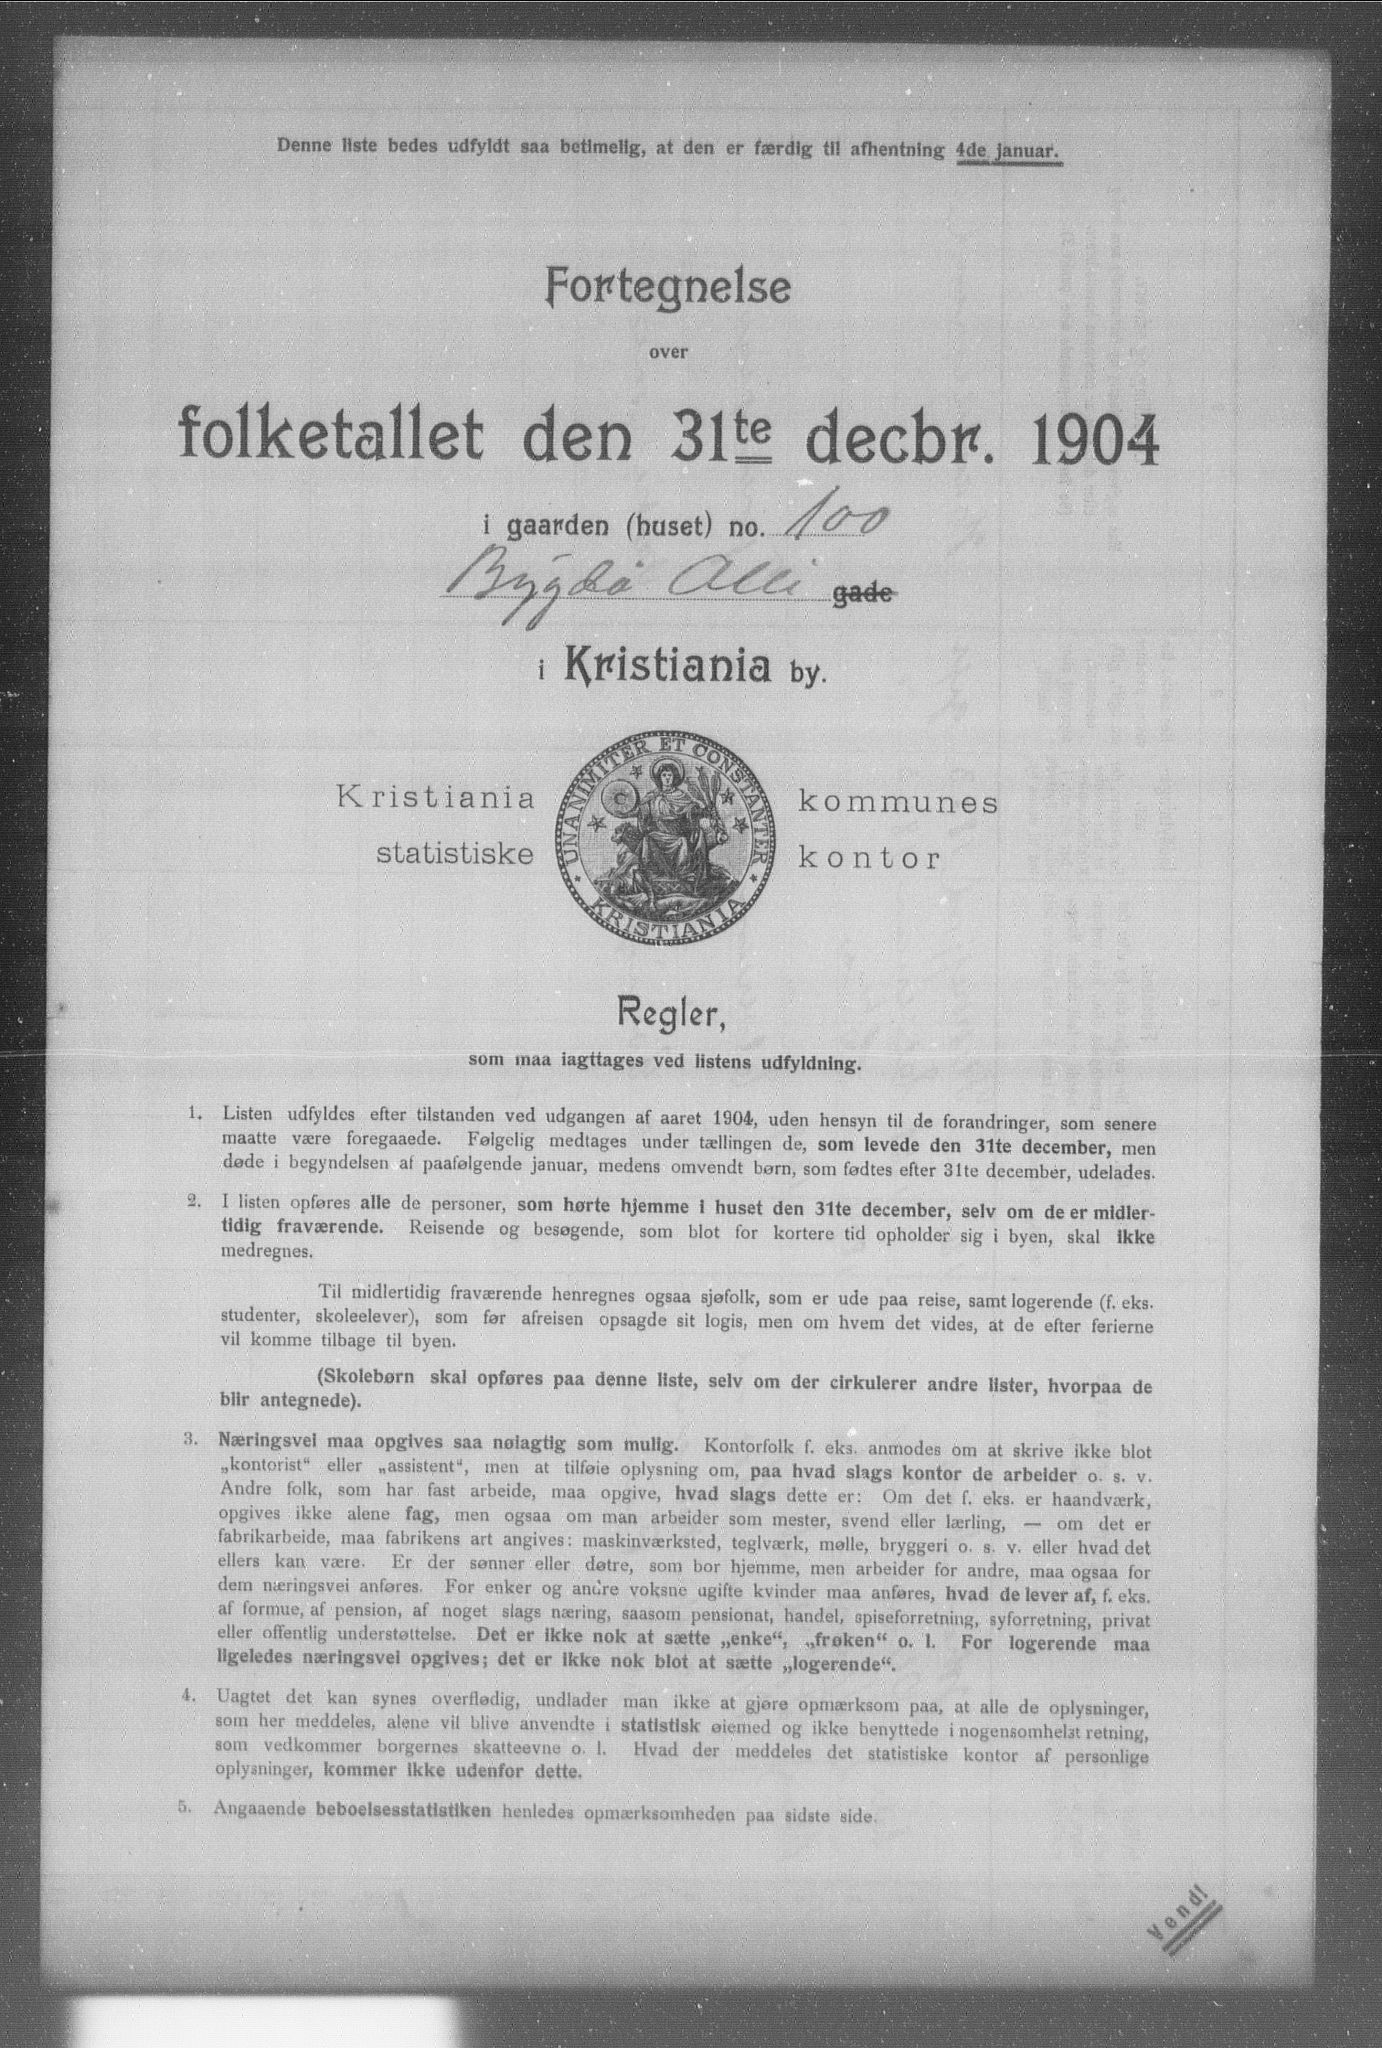 Denne liste bedes udfyldt saa betimelig, at den er færdig til afhentning 4de januar.
Fortegnelse
over
folketallet den 31te decbr. 1904
i gaarden (huset) no. 100
Bygdö Alle gade
i Kristiania by.
Kristiania kommunes
statistiske kontor
UNANIMITER ET CONSTANTER
KRISTIANIA
Regler,
som maa iagttages ved listens udfyldning.
1. Listen udfyldes efter tilstanden ved udgangen af aaret 1904, uden hensyn til de forandringer, som senere
maatte være foregaaede. Følgelig medtages under tællingen de, som levede den 31te december, men
døde i begyndelsen af paafølgende januar, medens omvendt børn, som fødtes efter 31te december, udelades.
2. I listen opføres alle de personer, som hørte hjemme i huset den 31te december, selv om de er midler-
tidig fraværende. Reisende og besøgende, som blot for kortere tid opholder sig i byen, skal ikke
medregnes.
Til midlertidig fraværende henregnes ogsaa sjøfolk, som er ude paa reise, samt logerende (f. eks.
studenter, skoleelever), som før afreisen opsagde sit logis, men om hvem det vides, at de efter ferierne
vil komme tilbage til byen.
(Skolebørn skal opføres paa denne liste, selv om der cirkulerer andre lister, hvorpaa de
blir antegnede).
3. Næringsvei maa opgives saa nøiagtig som mulig. Kontorfolk f. eks. anmodes om at skrive ikke blot
„kontorist“ eller „assistent“, men at tilføie oplysning om, paa hvad slags kontor de arbeider o. s. v.
Andre folk, som har fast arbeide, maa opgive, hvad slags dette er: Om det f. eks. er haandværk,
opgives ikke alene fag, men ogsaa om man arbeider som mester, svend eller lærling, — om det er
fabrikarbeide, maa fabrikens art angives: maskinværksted, teglværk, mølle, bryggeri o. s. v. eller hvad det
ellers kan være. Er der sønner eller døtre, som bor hjemme, men arbeider for andre, maa ogsaa for
dem næringsvei anføres. For enker og andre voksne ugifte kvinder maa anføres, hvad de lever af, f. eks.
af formue, af pension, af noget slags næring, saasom pensionat, handel, spiseforretning, syforretning, privat
eller offentlig understøttelse. Det er ikke nok at sætte „enke“, „frøken“ o. l. For logerende maa
ligeledes næringsvei opgives; det er ikke nok blot at sætte „logerende“.
4. Uagtet det kan synes overflødig, undlader man ikke at gjøre opmærksom paa, at alle de oplysninger,
som her meddeles, alene vil blive anvendte i statistisk øiemed og ikke benyttede i nogensomhelst retning,
som vedkommer borgernes skatteevne o. l. Hvad der meddeles det statistiske kontor af personlige
oplysninger, kommer ikke udenfor dette.
5. Angaaende beboelsesstatistiken henledes opmærksomheden paa sidste side.
Vend!